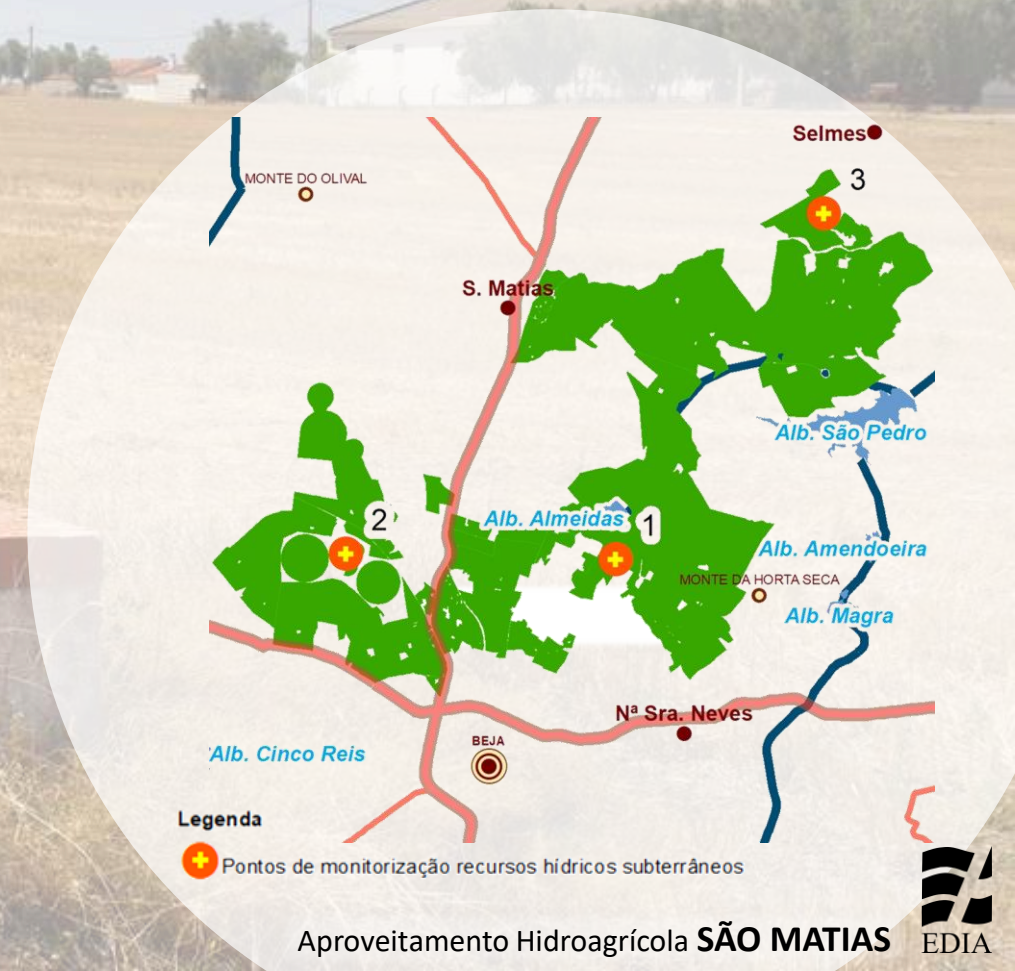 Selmes
MONTE DO OLIVAL
3
S. Matias
Alb. São Pedro
2
Alb. Almeidas
1
Alb. Amendoeira
MONTE DA HORTA SECA
Alb. Magra
Nª Sra. Neves
BEJA
Alb. Cinco Reis
Legenda
Pontos de monitorização recursos hídricos subterrâneos
Aproveitamento Hidroagrícola SÃO MATIAS
EDIA